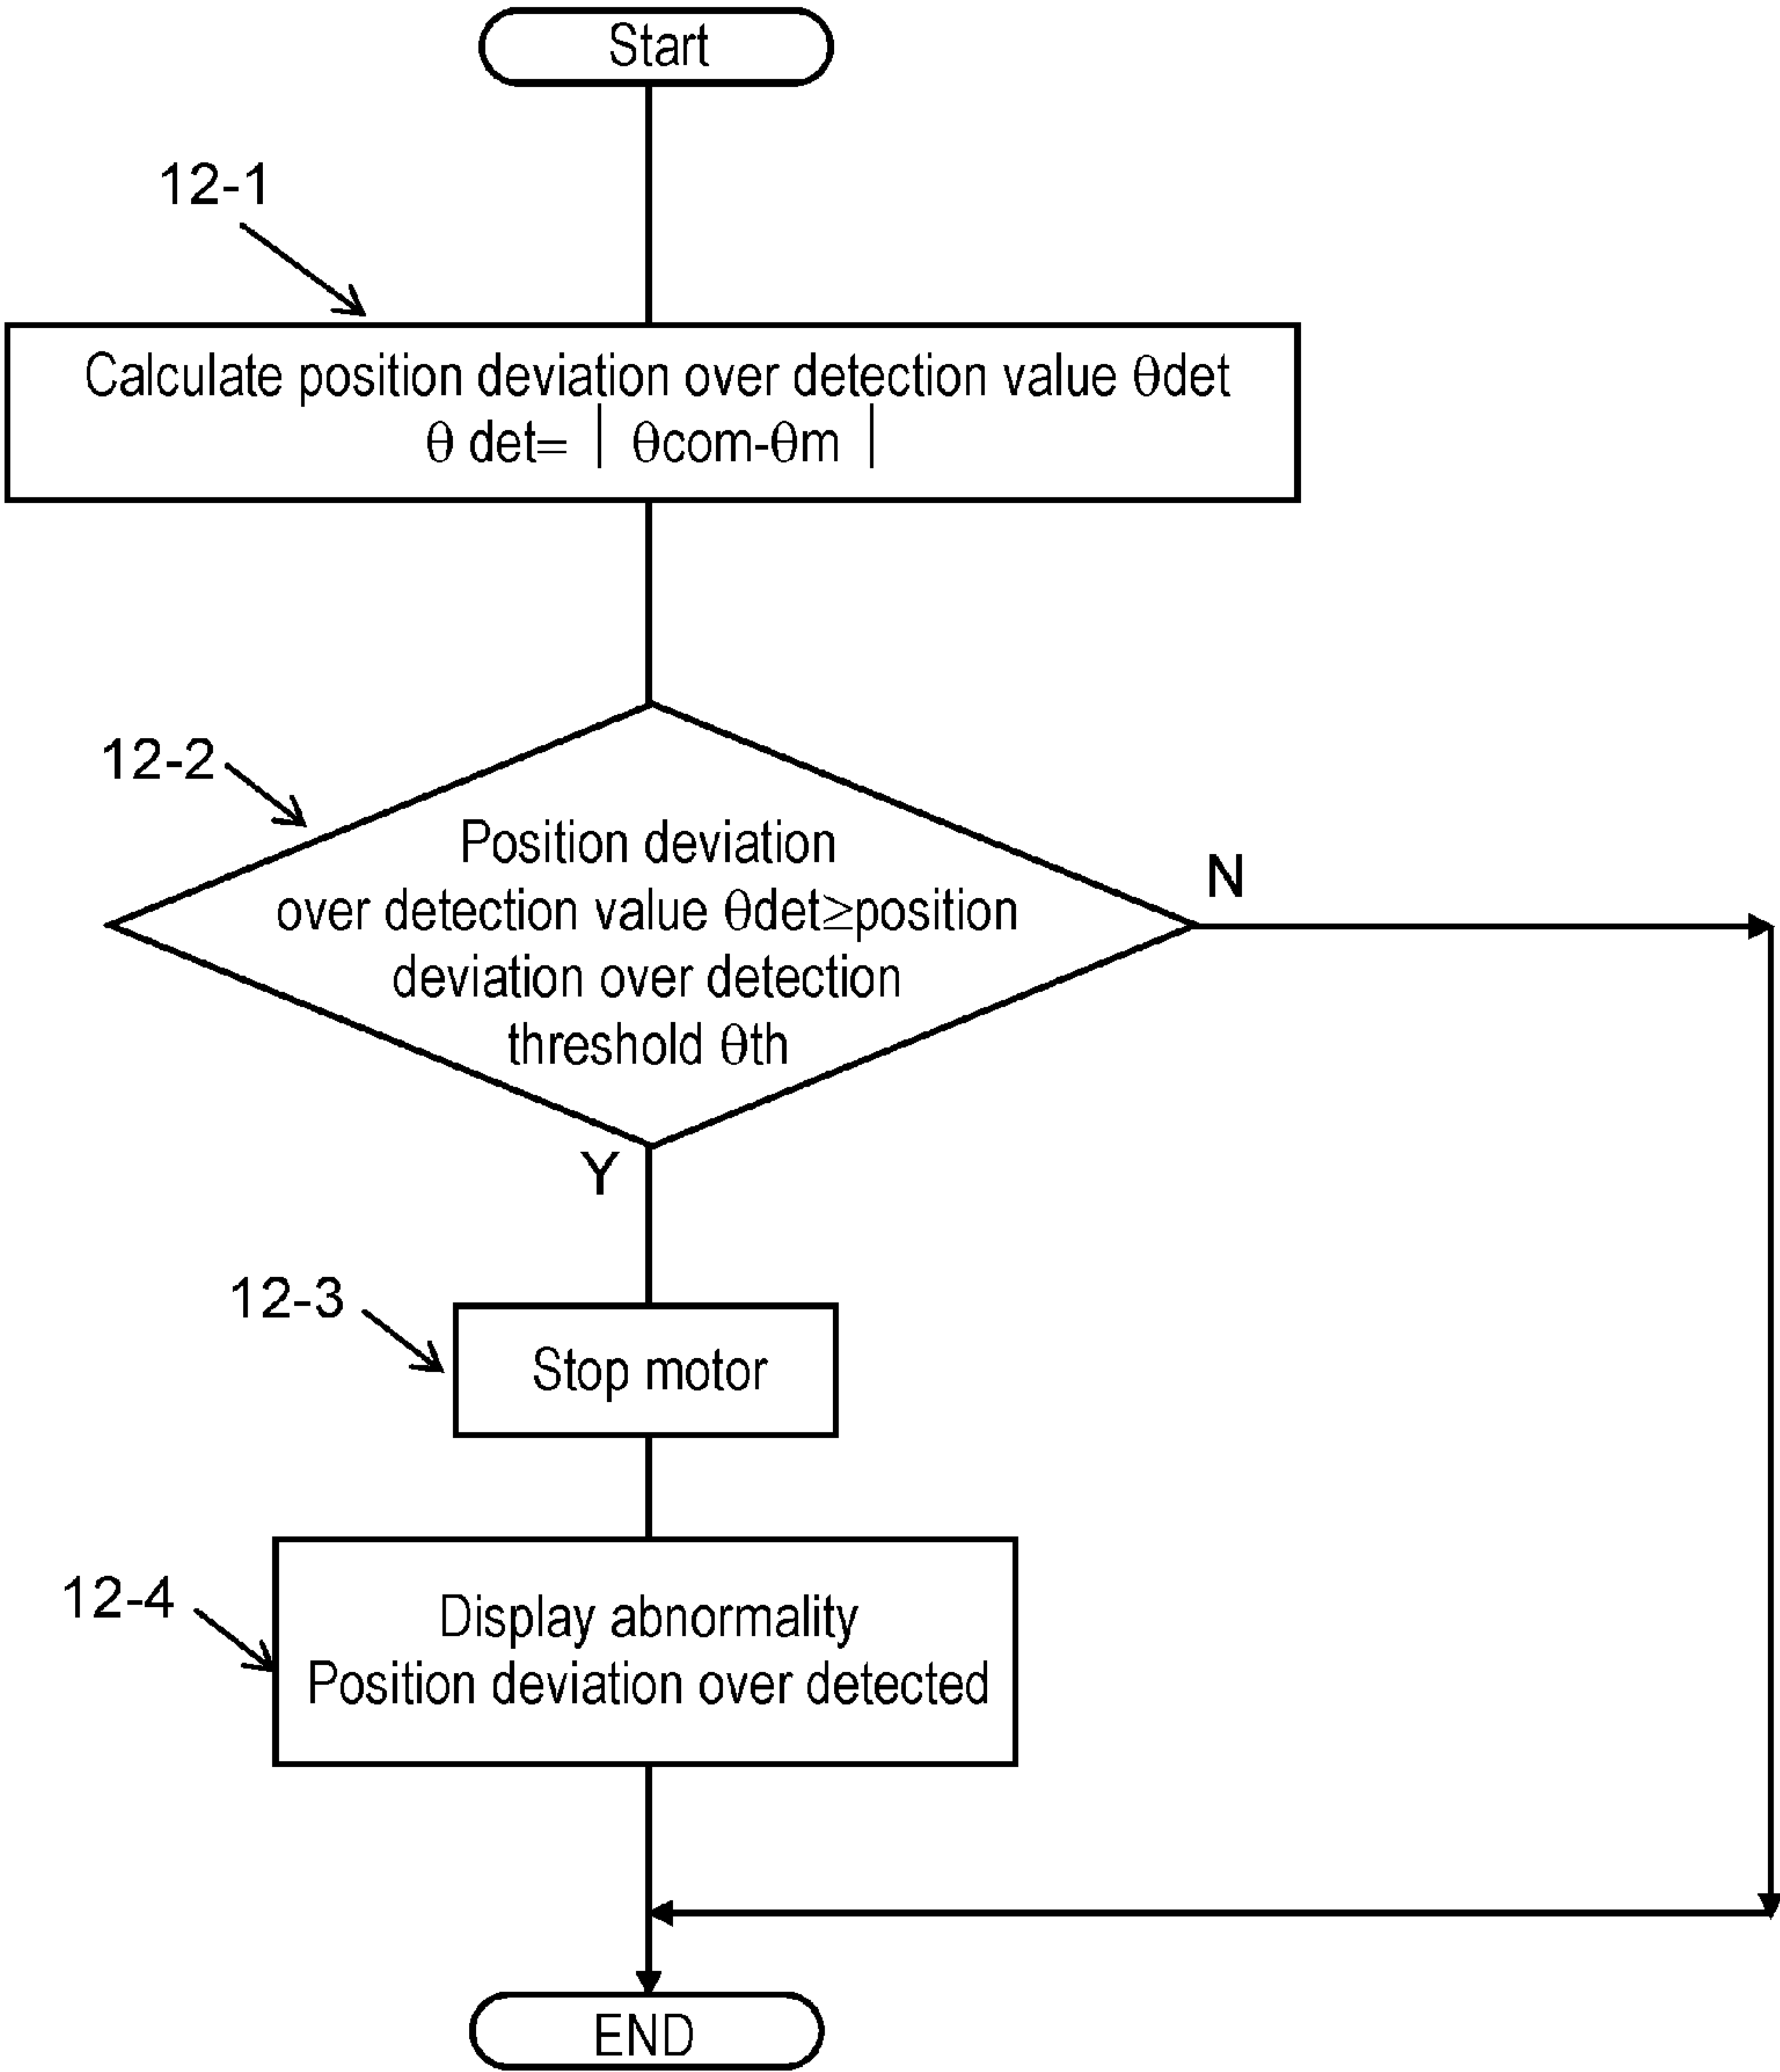 Start
12-1
Calculate position deviation over detection value θdet
θ det= | θcom-θm |
12-2
Position deviation
over detection value θdet≥position
deviation over detection
threshold θth
N
Y
12-3
Stop motor
12-4
Display abnormality
Position deviation over detected
END